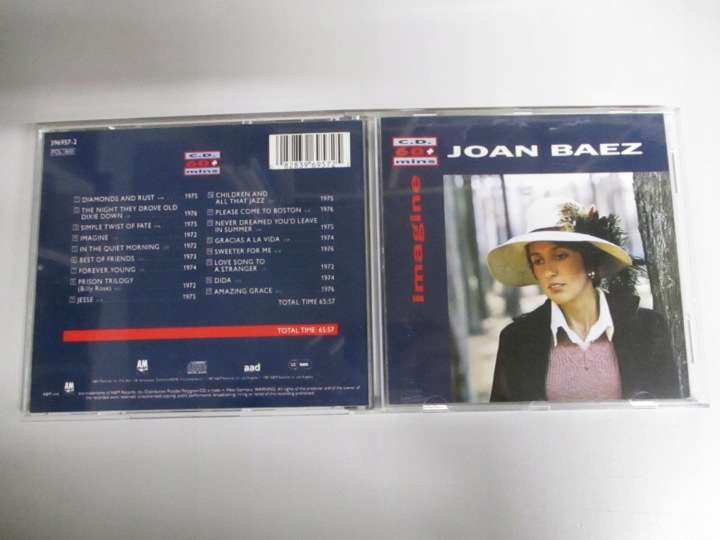 396957-2
PDL 900
C.D.
60+
mins
82839 69572
DIAMONDS AND RUST 1975
THE NIGHT THEY DROVE OLD
DIXIE DOWN 1976
SIMPLE TWIST OF FATE 1975
IMAGINE 1972
IN THE QUIET MORNING 1972
BEST OF FRIENDS 1973
FOREVER YOUNG 1974
PRISON TRILOGY
(Billy Rose) 1972
JESSE 1975
CHILDREN AND
ALL THAT JAZZ 1975
PLEASE COME TO BOSTON 1976
NEVER DREAMED YOU'D LEAVE
IN SUMMER 1975
GRACIAS A LA VIDA 1974
SWEETER FOR ME 1976
LOVE SONG TO
A STRANGER 1972
DIDA 1974
AMAZING GRACE 1976
TOTAL TIME 65:57
TOTAL TIME 65:57
A&M
aad
C.D.
60+
mins
JOAN BAEZ
imagine